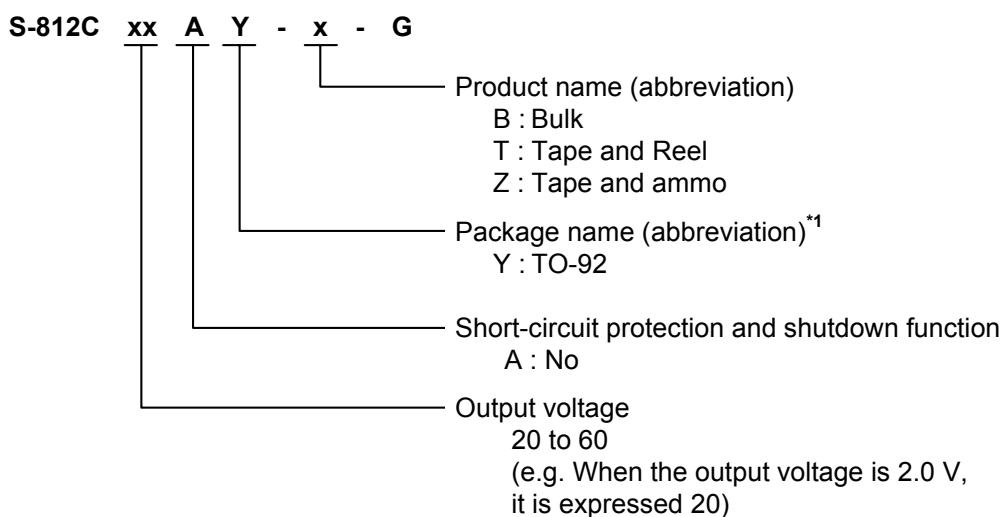 S-812C xx A Y - x - G
Product name (abbreviation)
B : Bulk
T : Tape and Reel
Z : Tape and ammo
Package name (abbreviation)*1
Y : TO-92
Short-circuit protection and shutdown function
A : No
Output voltage
20 to 60
(e.g. When the output voltage is 2.0 V,
it is expressed 20)